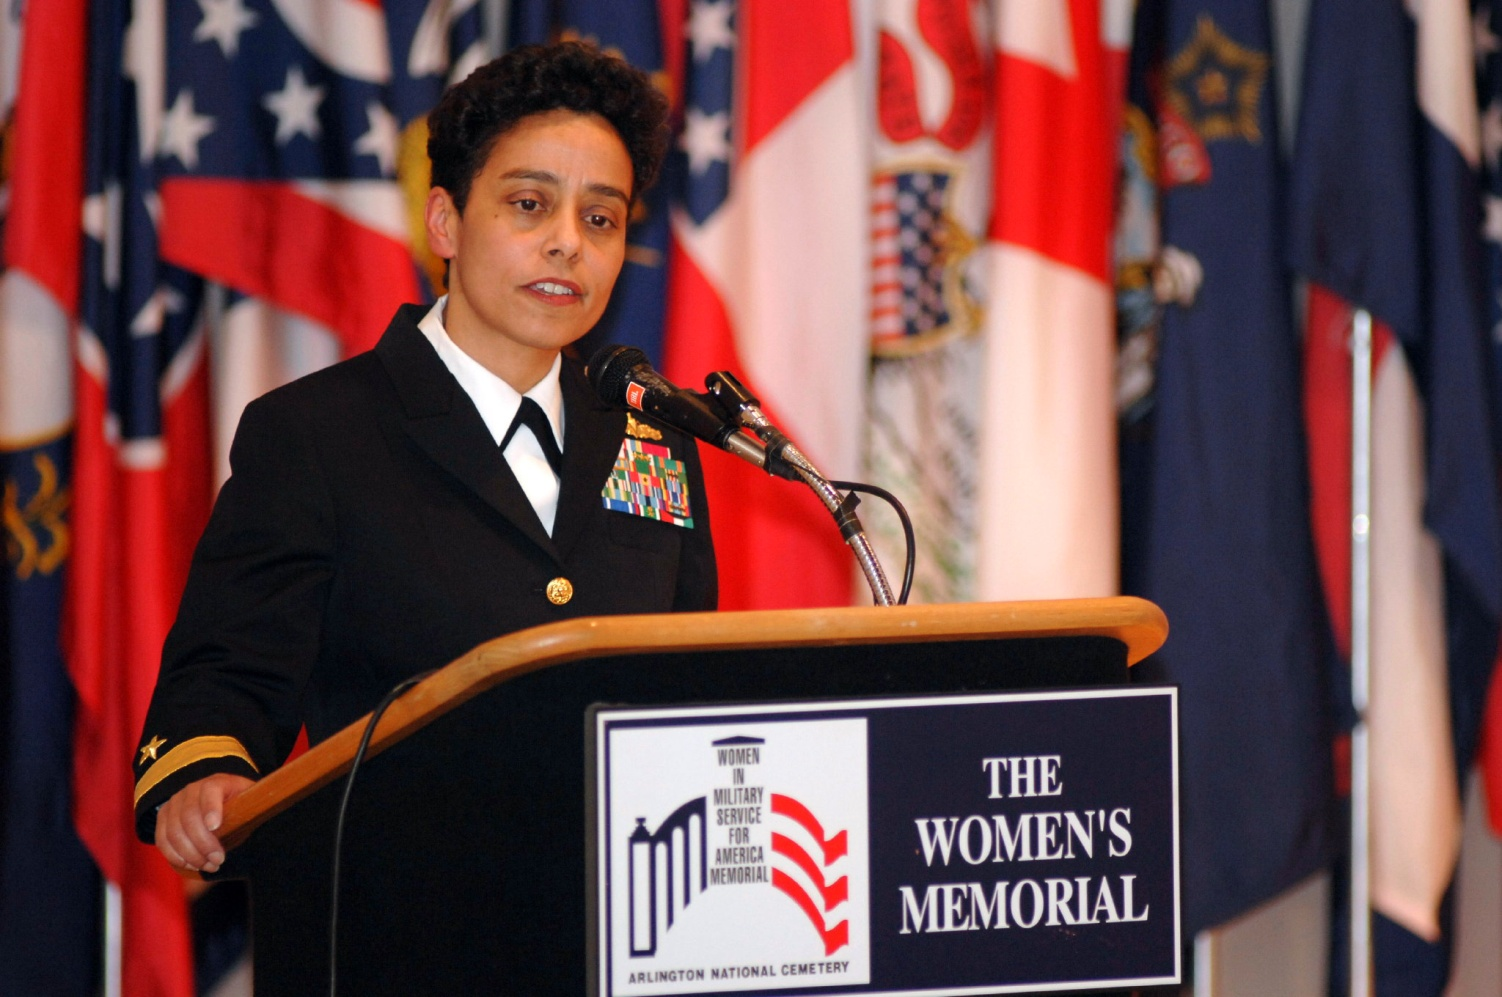 WOMEN
IN
MILITARY
SERVICE
FOR
AMERICA
MEMORIAL
ARLINGTON NATIONAL CEMETERY
THE
WOMEN'S
MEMORIAL